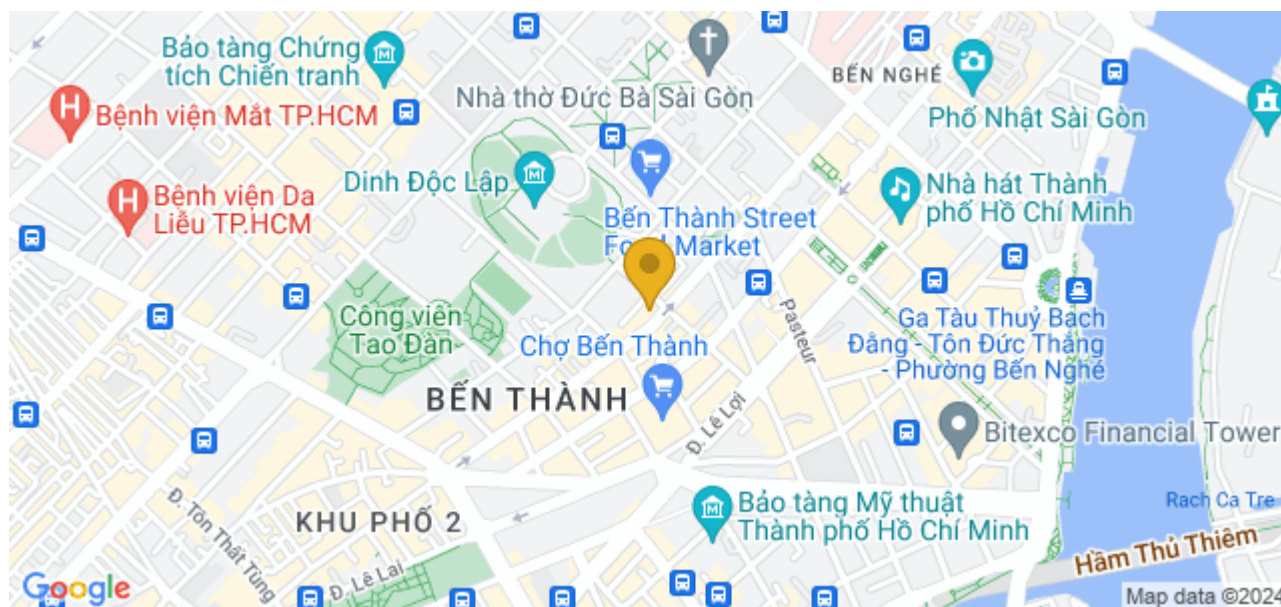 Bảo tàng Chứng
tích Chiến tranh
BẾN NGHÉ
Nhà thờ Đức Bà Sài Gòn
Bệnh viện Mắt TP.HCM
Phố Nhật Sài Gòn
Dinh Độc Lập
Nhà hát Thành
phố Hồ Chí Minh
Bệnh viện Da
Liễu TP.HCM
Bến Thành Street
Market
Công viên
Tao Đàn
Pasteur
Ga Tàu Thuỷ Bạch
Đằng - Tôn Đức Thắng
- Phường Bến Nghé
Chợ Bến Thành
BẾN THÀNH
Đ. Lê Lợi
Bitexco Financial Tower
Đ. Tôn Thất Tùng
KHU PHỐ 2
Bảo tàng Mỹ thuật
Thành phố Hồ Chí Minh
Rach Ca Tre
Hầm Thủ Thiêm
Đ. Lê Lai
Google
Map data ©2024
H
H